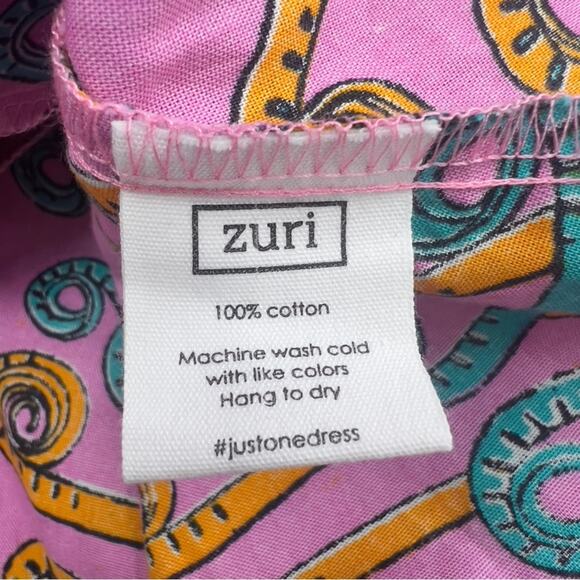 zuri
100% cotton
Machine wash cold
with like colors
Hang to dry
#justonedress